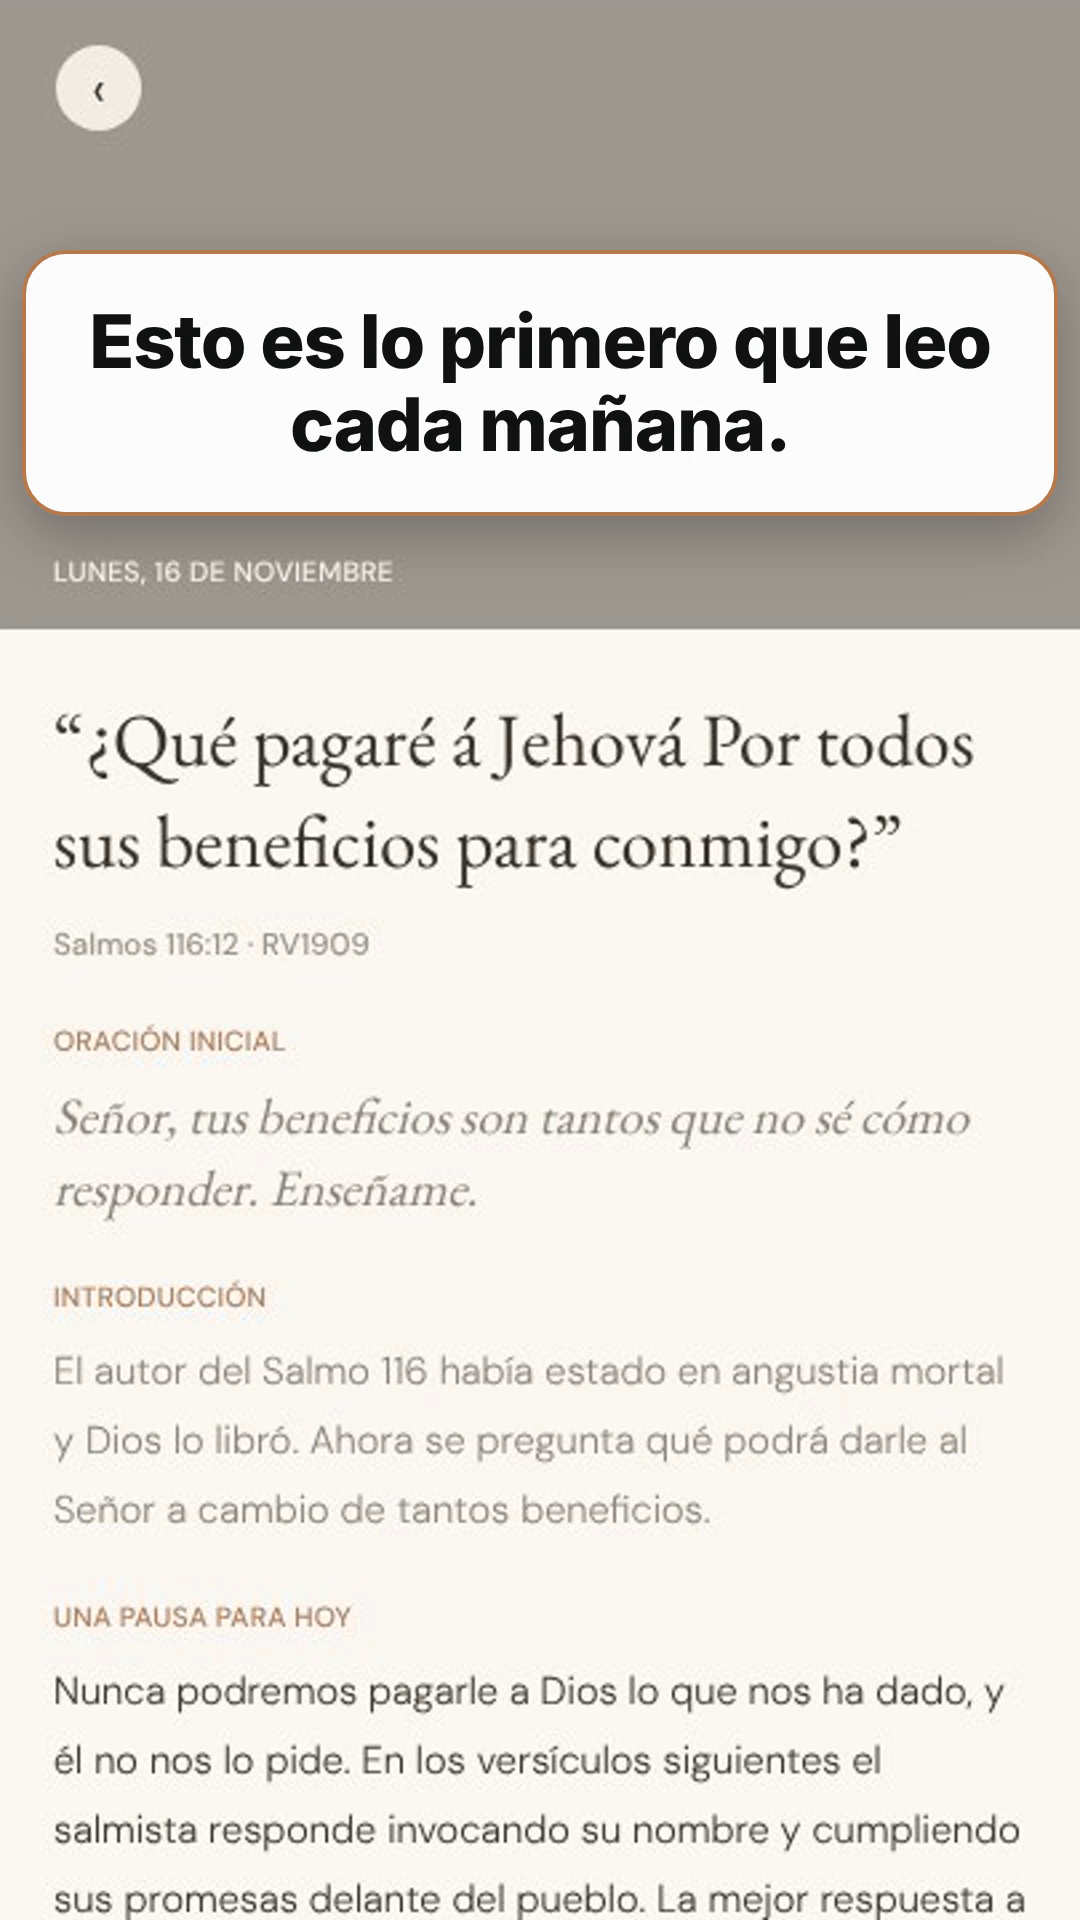 ‹
Esto es lo primero que leo
cada mañana.
LUNES, 16 DE NOVIEMBRE
“¿Qué pagaré á Jehová Por todos
sus beneficios para conmigo?”
Salmos 116:12 · RV1909
ORACIÓN INICIAL
Señor, tus beneficios son tantos que no sé cómo
responder. Enseñame.
INTRODUCCIÓN
El autor del Salmo 116 había estado en angustia mortal
y Dios lo libró. Ahora se pregunta qué podrá darle al
Señor a cambio de tantos beneficios.
UNA PAUSA PARA HOY
Nunca podremos pagarle a Dios lo que nos ha dado, y
él no nos lo pide. En los versículos siguientes el
salmista responde invocando su nombre y cumpliendo
sus promesas delante del pueblo. La mejor respuesta a